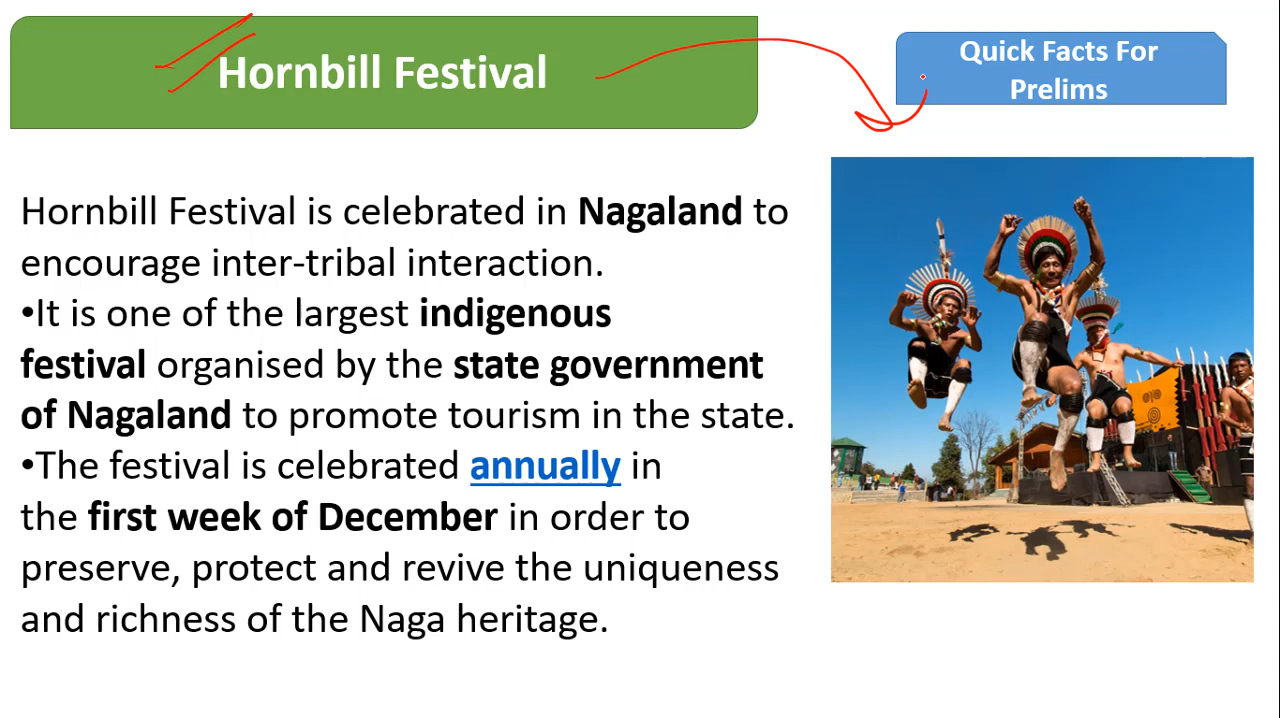 Hornbill Festival
Quick Facts For
Prelims
Hornbill Festival is celebrated in Nagaland to
encourage inter-tribal interaction.
•It is one of the largest indigenous
festival organised by the state government
of Nagaland to promote tourism in the state.
•The festival is celebrated annually in
the first week of December in order to
preserve, protect and revive the uniqueness
and richness of the Naga heritage.